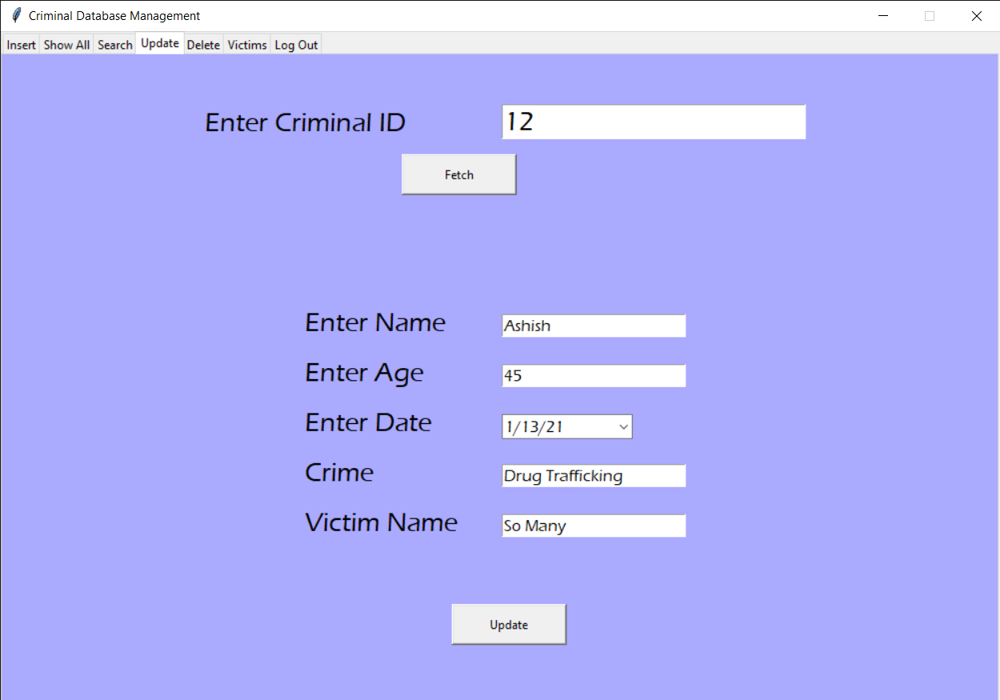 Criminal Database Management
Insert Show All Search Update Delete Victims Log Out
Enter Criminal ID 12
Fetch
Enter Name Ashish
Enter Age 45
Enter Date 1/13/21
Crime Drug Trafficking
Victim Name So Many
Update